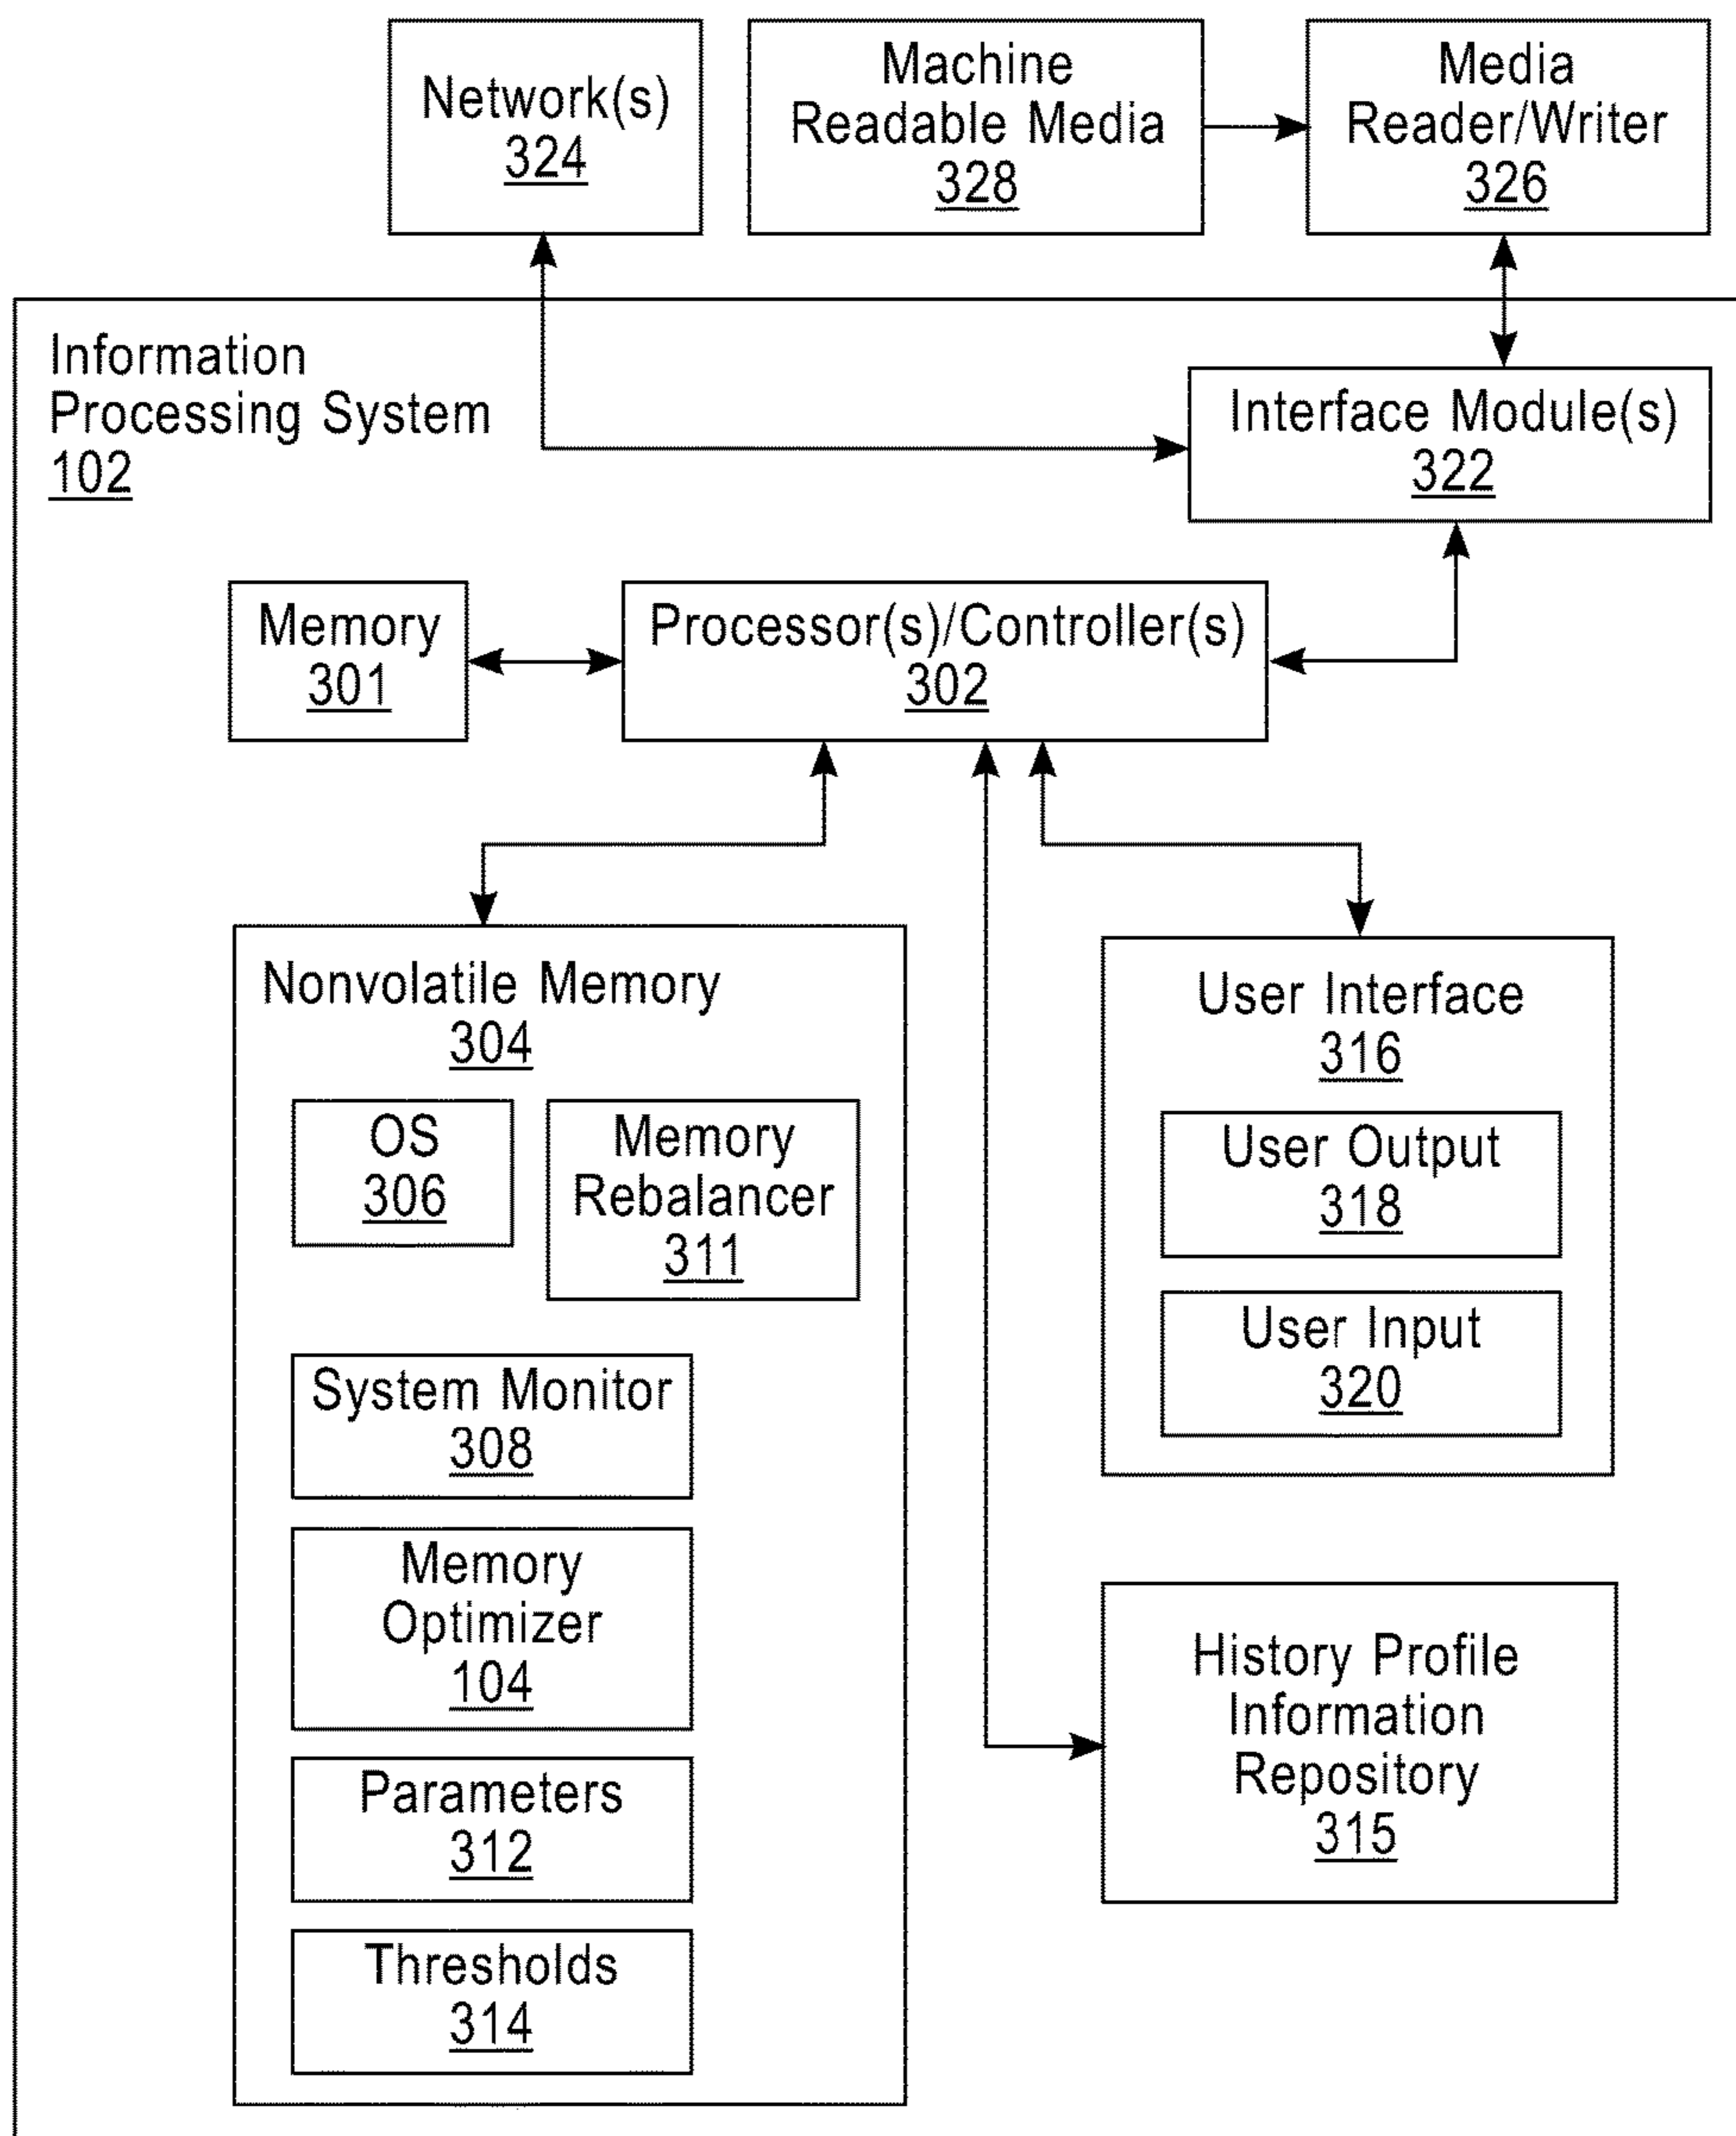 Network(s)
324
Machine
Readable Media
328
Media
Reader/Writer
326
Information
Processing System
102
Interface Module(s)
322
Memory
301
Processor(s)/Controller(s)
302
Nonvolatile Memory
304
OS
306
Memory
Rebalancer
311
System Monitor
308
Memory
Optimizer
104
Parameters
312
Thresholds
314
User Interface
316
User Output
318
User Input
320
History Profile
Information
Repository
315